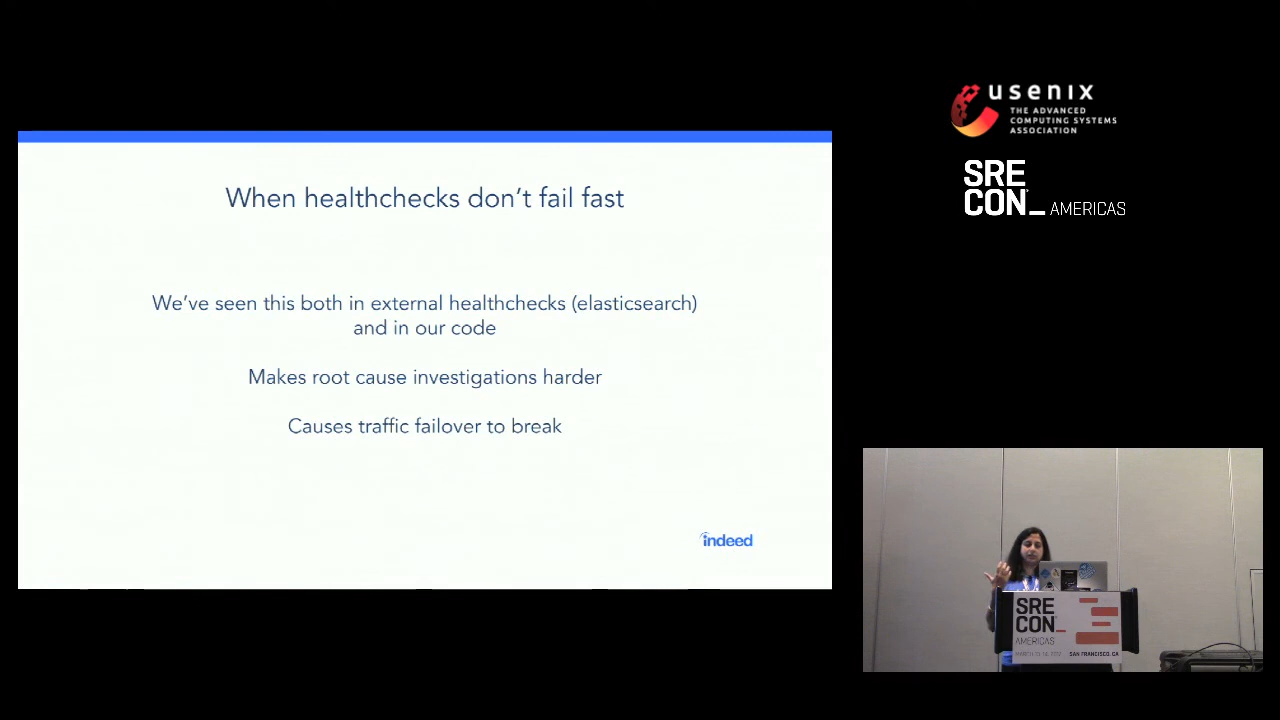 When healthchecks don't fail fast
We've seen this both in external healthchecks (elasticsearch)
and in our code
Makes root cause investigations harder
Causes traffic failover to break
indeed
usenix
THE ADVANCED
COMPUTING SYSTEMS
ASSOCIATION
SRE
CON_ AMERICAS
SRE
CON_
AMERICAS
SAN FRANCISCO, CA